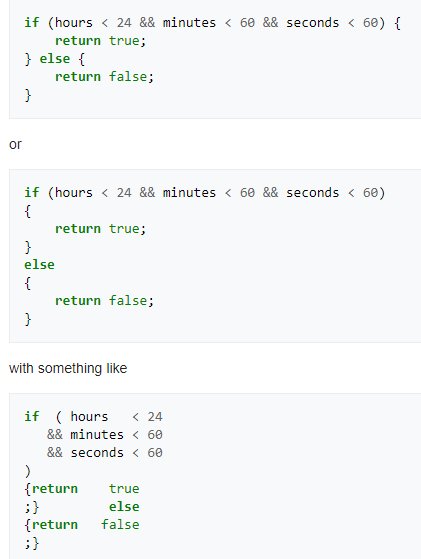 if (hours < 24 && minutes < 60 && seconds < 60) {
    return true;
} else {
    return false;
}
or
if (hours < 24 && minutes < 60 && seconds < 60)
{
    return true;
}
else
{
    return false;
}
with something like
if  ( hours   < 24
   && minutes < 60
   && seconds < 60
)
{return    true
;}         else
{return   false
;}